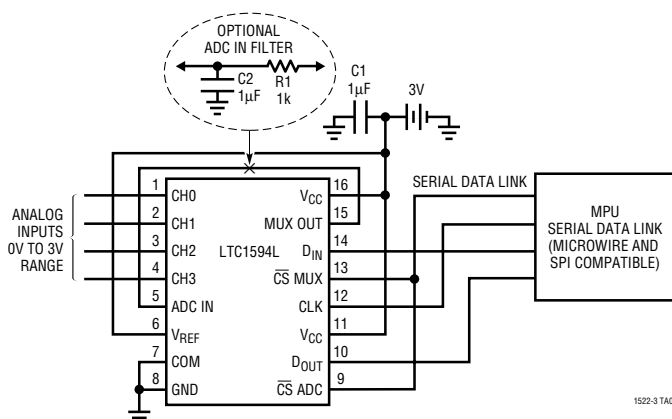 OPTIONAL
ADC IN FILTER
C2
1µF
R1
1k
C1
1µF
3V
ANALOG
INPUTS
0V TO 3V
RANGE
1
CH0
2
CH1
3
CH2
4
CH3
5
ADC IN
6
VREF
7
COM
8
GND
LTC1594L
VCC
16
MUX OUT
15
DIN
14
CS MUX
13
CLK
12
VCC
11
DOUT
10
CS ADC
9
SERIAL DATA LINK
MPU
SERIAL DATA LINK
(MICROWIRE AND
SPI COMPATIBLE)